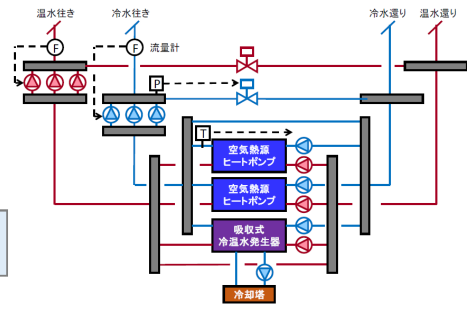 温水往き
冷水往き
冷水還り
温水還り
F
F
流量計
P
T
空気熱源
ヒートポンプ
空気熱源
ヒートポンプ
吸収式
冷温水発生器
冷却塔